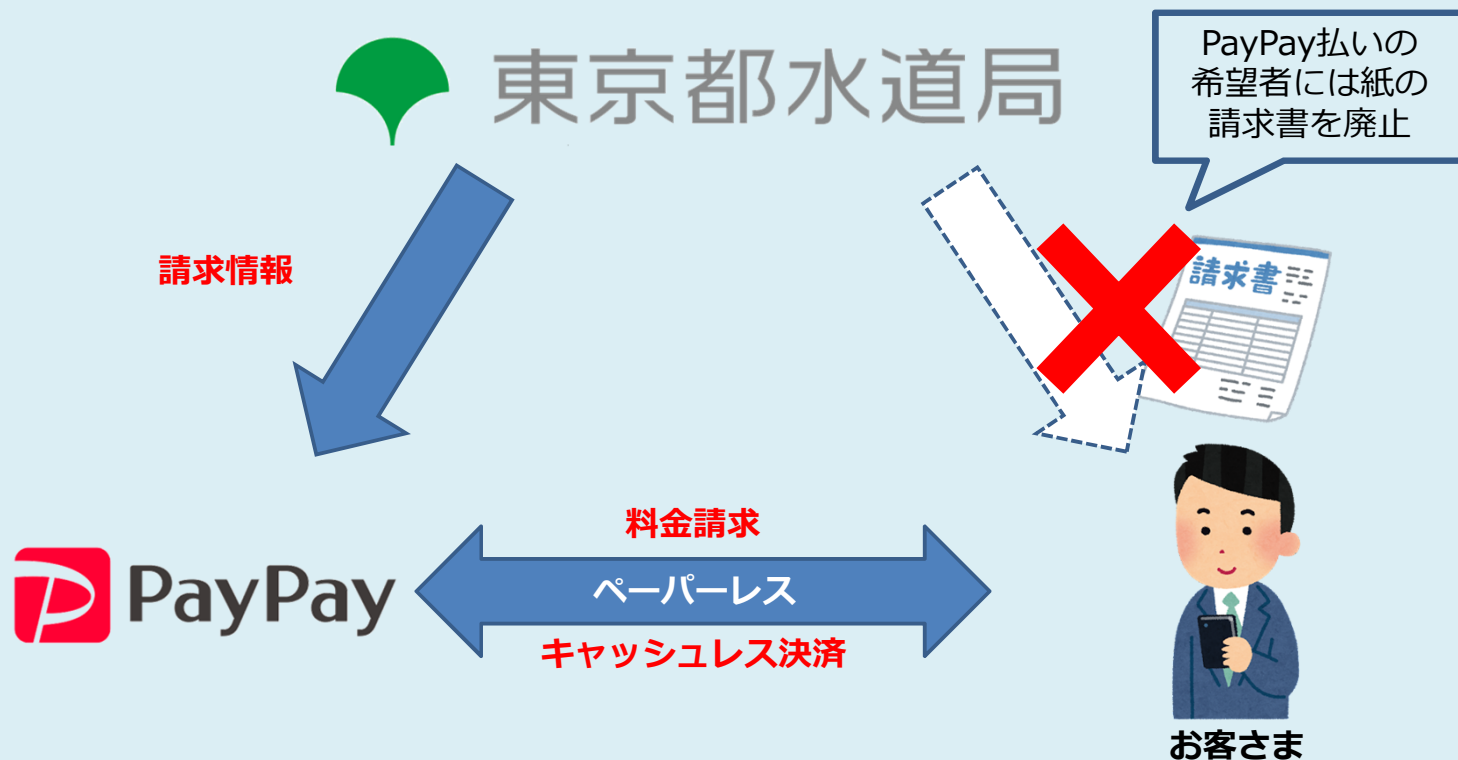 東京都水道局
PayPay払いの
希望者には紙の
請求書を廃止
請求情報
請求書
料金請求
PayPay
ペーパーレス
キャッシュレス決済
お客さま